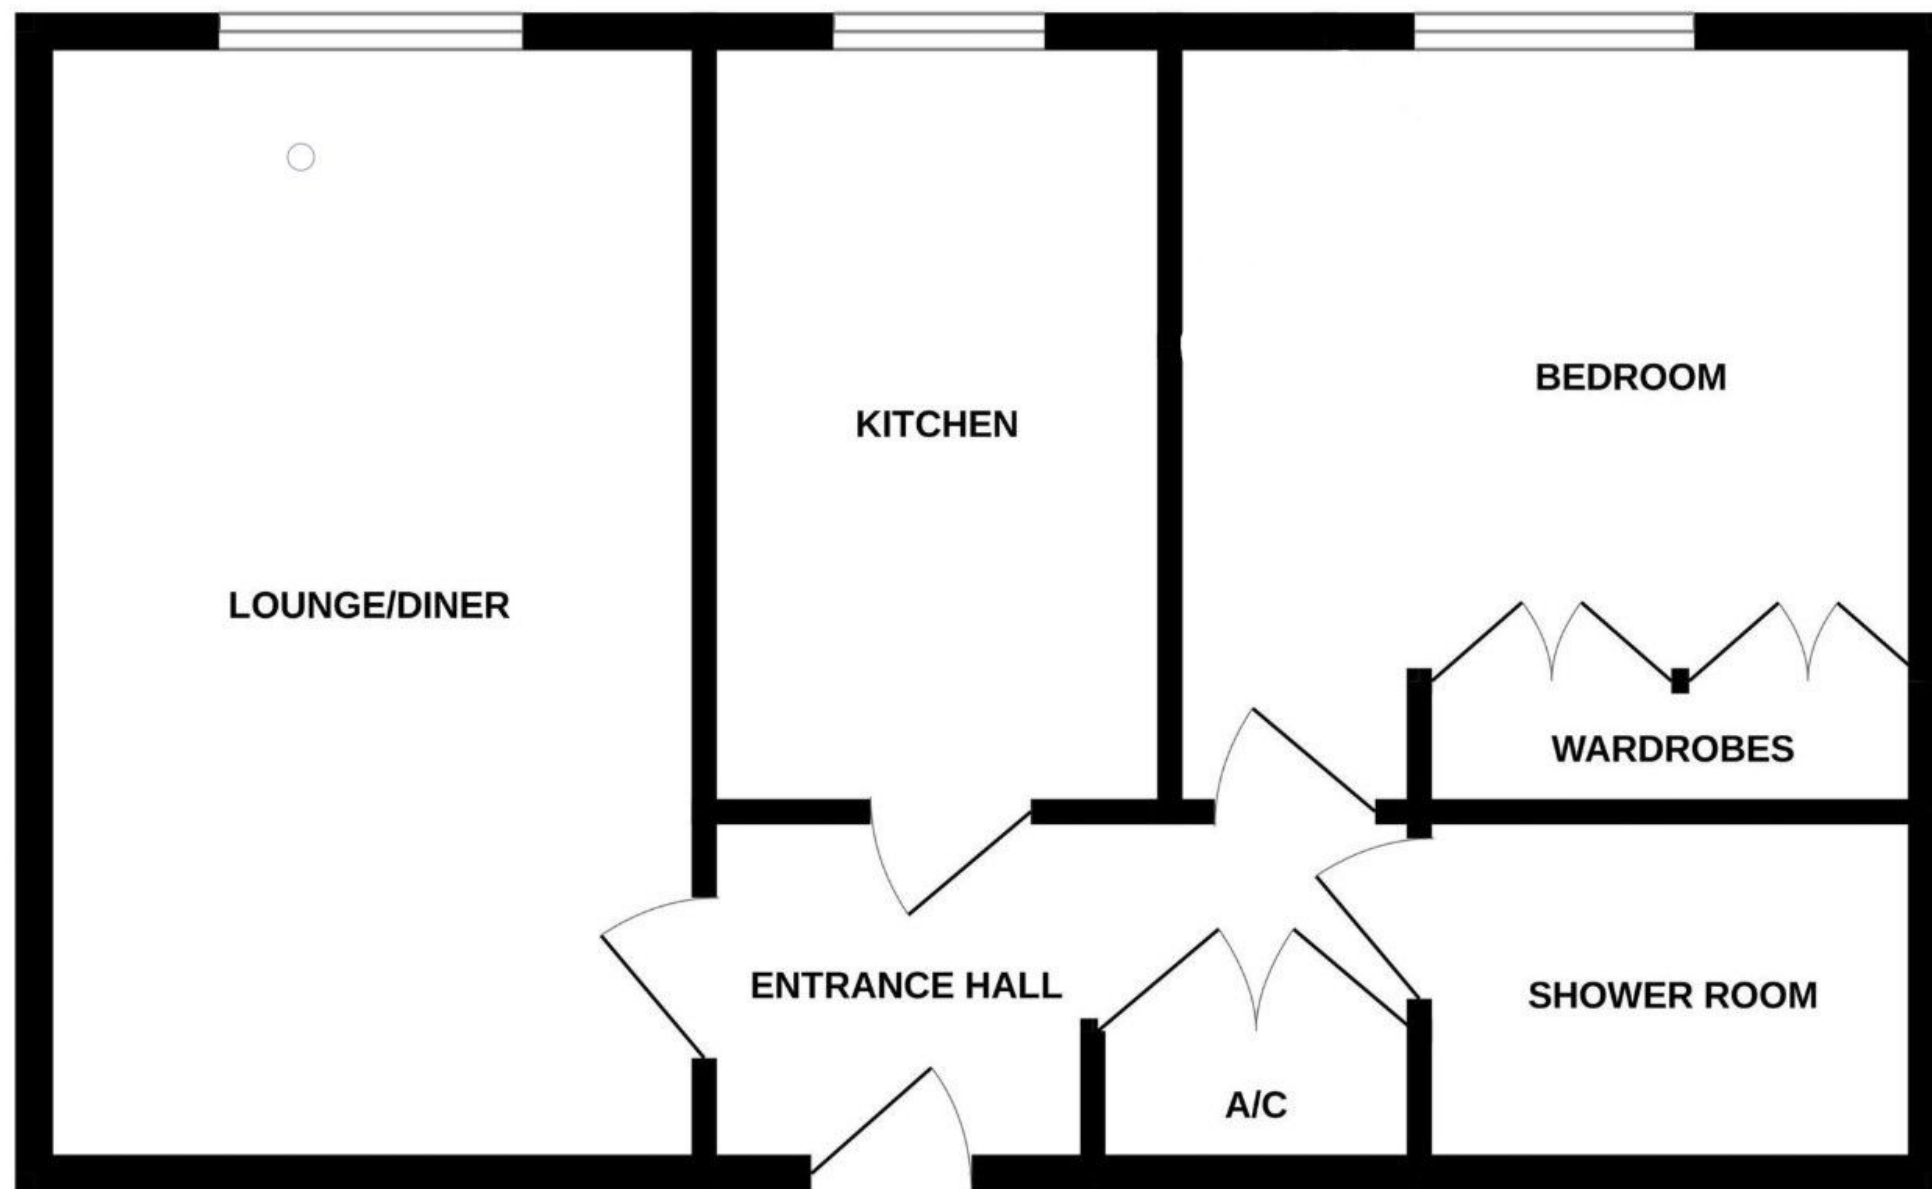 BEDROOM
KITCHEN
LOUNGE/DINER
WARDROBES
ENTRANCE HALL
SHOWER ROOM
A/C